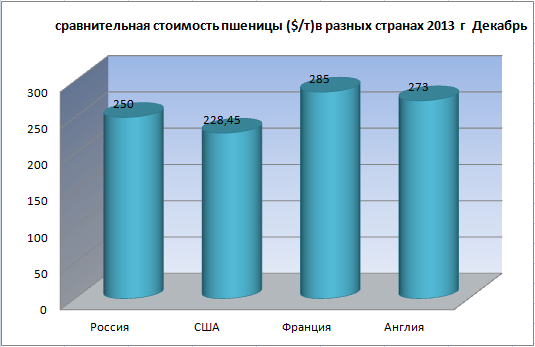 сравнительная стоимость пшеницы ($/т)в разных странах 2013 г Декабрь
300
250
200
150
100
50
0
250
228,45
285
273
Россия
США
Франция
Англия